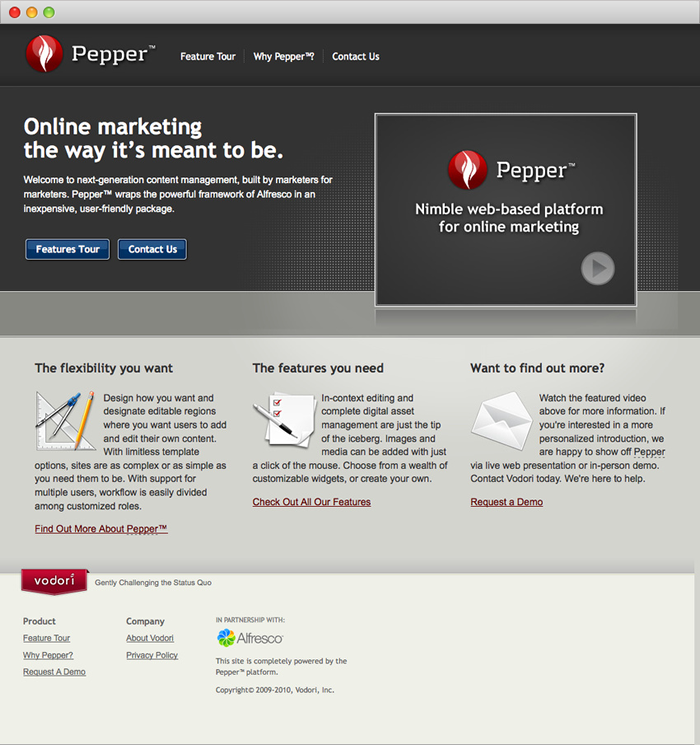 Pepper™
Feature Tour
Why Pepper™?
Contact Us
Online marketing
the way it's meant to be.
Welcome to next-generation content management, built by marketers for
marketers. Pepper™ wraps the powerful framework of Alfresco in an
inexpensive, user-friendly package.
Features Tour
Contact Us
Pepper™
Nimble web-based platform
for online marketing
The flexibility you want
Design how you want and
designate editable regions
where you want users to add
and edit their own content.
With limitless template
options, sites are as complex or as simple as
you need them to be. With support for
multiple users, workflow is easily divided
among customized roles.
Find Out More About Pepper™
The features you need
In-context editing and
complete digital asset
management are just the tip
of the iceberg. Images and
media can be added with just
a click of the mouse. Choose from a wealth of
customizable widgets, or create your own.
Check Out All Our Features
Want to find out more?
Watch the featured video
above for more information. If
you're interested in a more
personalized introduction, we
are happy to show off Pepper
via live web presentation or in-person demo.
Contact Vodori today. We're here to help.
Request a Demo
vodori
Gently Challenging the Status Quo
Product
Feature Tour
Why Pepper?
Request A Demo
Company
About Vodori
Privacy Policy
IN PARTNERSHIP WITH:
Alfresco
This site is completely powered by the
Pepper™ platform.
Copyright© 2009-2010, Vodori, Inc.